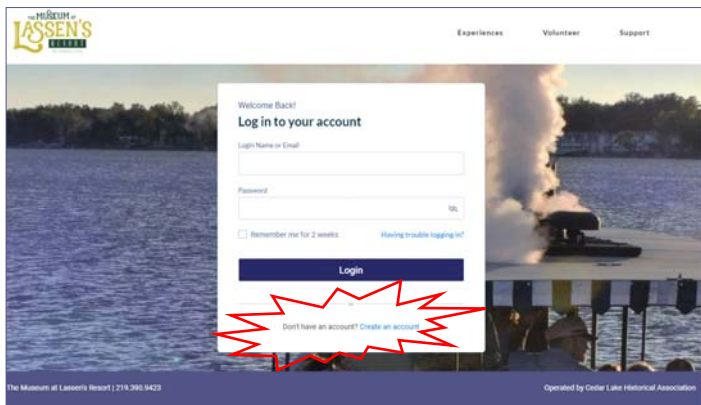 THE MUSEUM OF
LASSEN'S
RESORT
Experiences Volunteer Support
Welcome Back!
Log in to your account
Login Name or Email
Password
Remember me for 2 weeks Having trouble logging in?
Login
Don't have an account? Create an account
The Museum at Lassen's Resort | 219.390.9423 Operated by Cedar Lake Historical Association